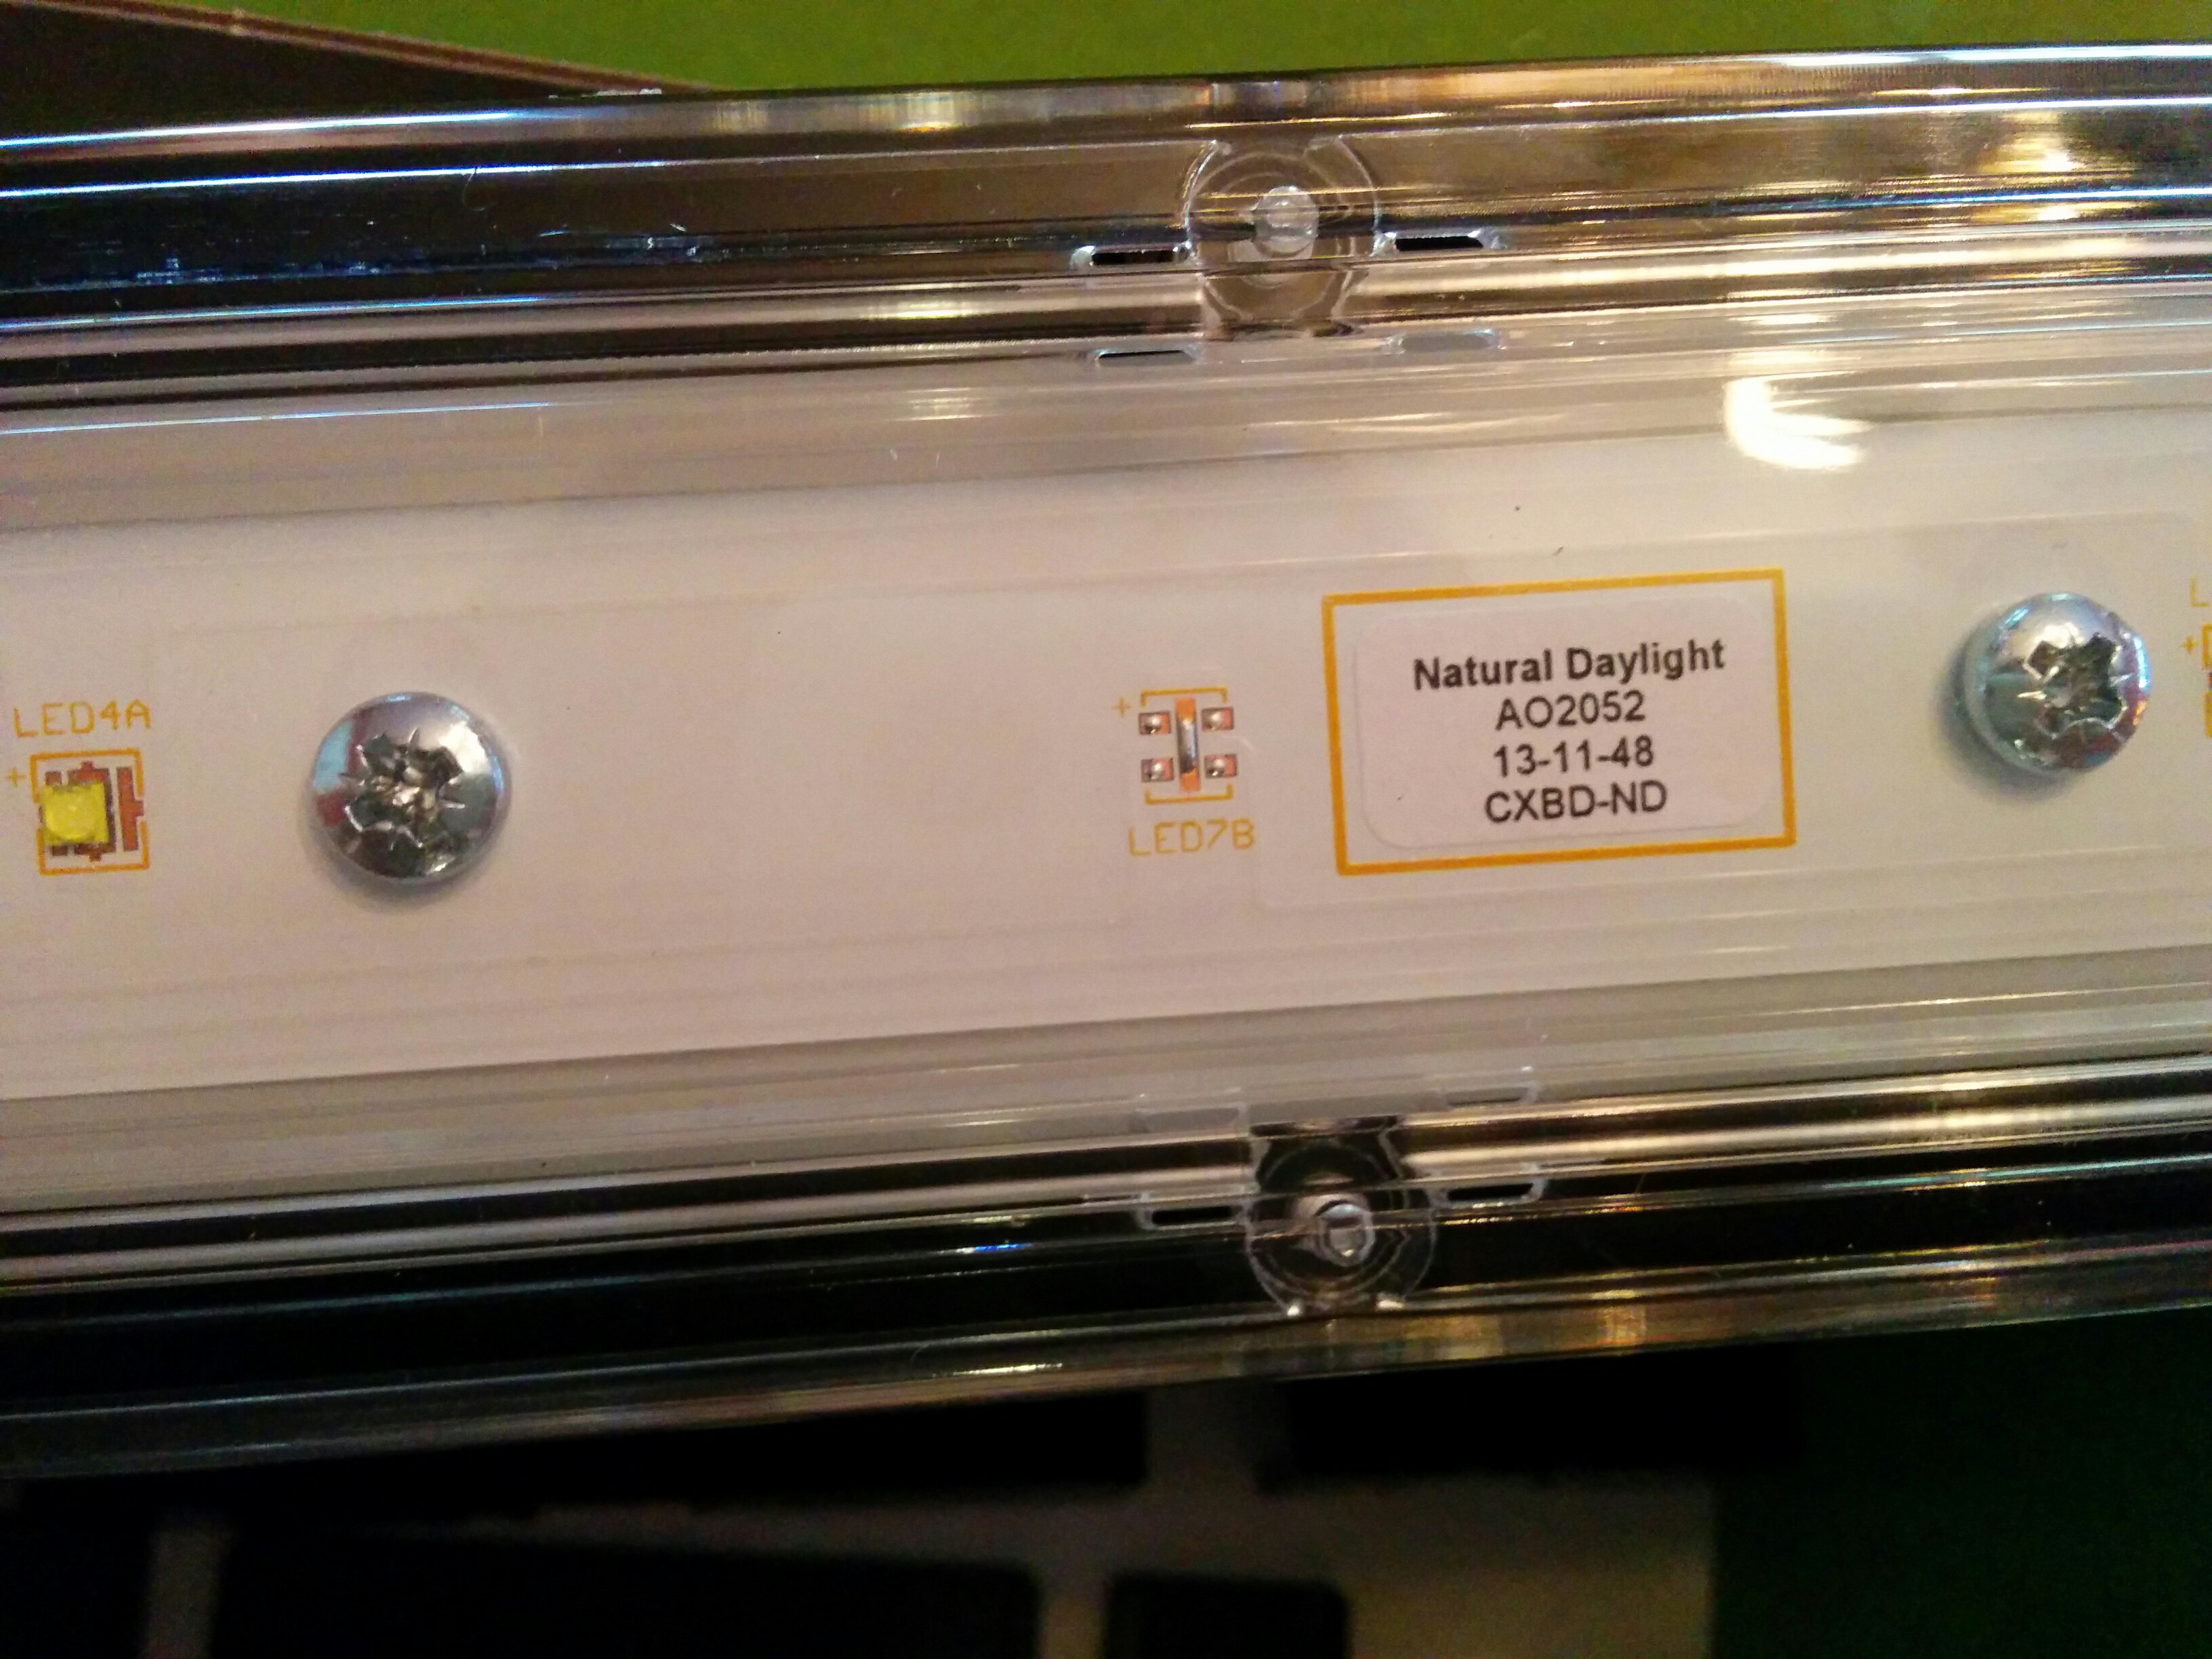 LED4A
+
+
LED7B
Natural Daylight
AO2052
13-11-48
CXBD-ND
L
+